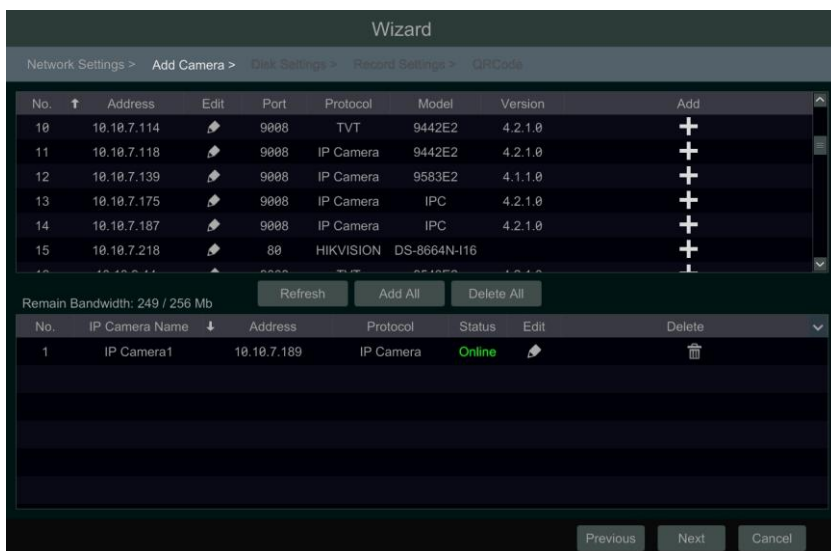 Wizard
Network Settings > Add Camera > Disk Settings > Record Settings > QRCode
No. Address Edit Port Protocol Model Version Add
10 10.10.7.114 9008 TVT 9442E2 4.2.1.0
11 10.10.7.118 9008 IP Camera 9442E2 4.2.1.0
12 10.10.7.139 9008 IP Camera 9583E2 4.1.1.0
13 10.10.7.175 9008 IP Camera IPC 4.2.1.0
14 10.10.7.187 9008 IP Camera IPC 4.2.1.0
15 10.10.7.218 80 HIKVISION DS-8664N-I16
Refresh Add All Delete All
Remain Bandwidth: 249 / 256 Mb
No. IP Camera Name Address Protocol Status Edit Delete
1 IP Camera1 10.10.7.189 IP Camera Online
Previous Next Cancel